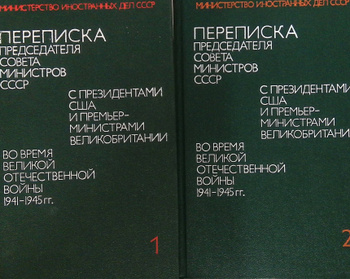 МИНИСТЕРСТВО ИНОСТРАННЫХ ДЕЛ СССР
ПЕРЕПИСКА
ПРЕДСЕДАТЕЛЯ
СОВЕТА
МИНИСТРОВ
СССР
С ПРЕЗИДЕНТАМИ
США
И ПРЕМЬЕР-
МИНИСТРАМИ
ВЕЛИКОБРИТАНИИ
ВО ВРЕМЯ
ВЕЛИКОЙ
ОТЕЧЕСТВЕННОЙ
ВОЙНЫ
1941-1945 гг.
1
МИНИСТЕРСТВО ИНОСТРАННЫХ ДЕЛ СССР
ПЕРЕПИСКА
ПРЕДСЕДАТЕЛЯ
СОВЕТА
МИНИСТРОВ
СССР
С ПРЕЗИДЕНТАМИ
США
И ПРЕМЬЕР-
МИНИСТРАМИ
ВЕЛИКОБРИТАНИИ
ВО ВРЕМЯ
ВЕЛИКОЙ
ОТЕЧЕСТВЕННОЙ
ВОЙНЫ
1941-1945 гг.
2